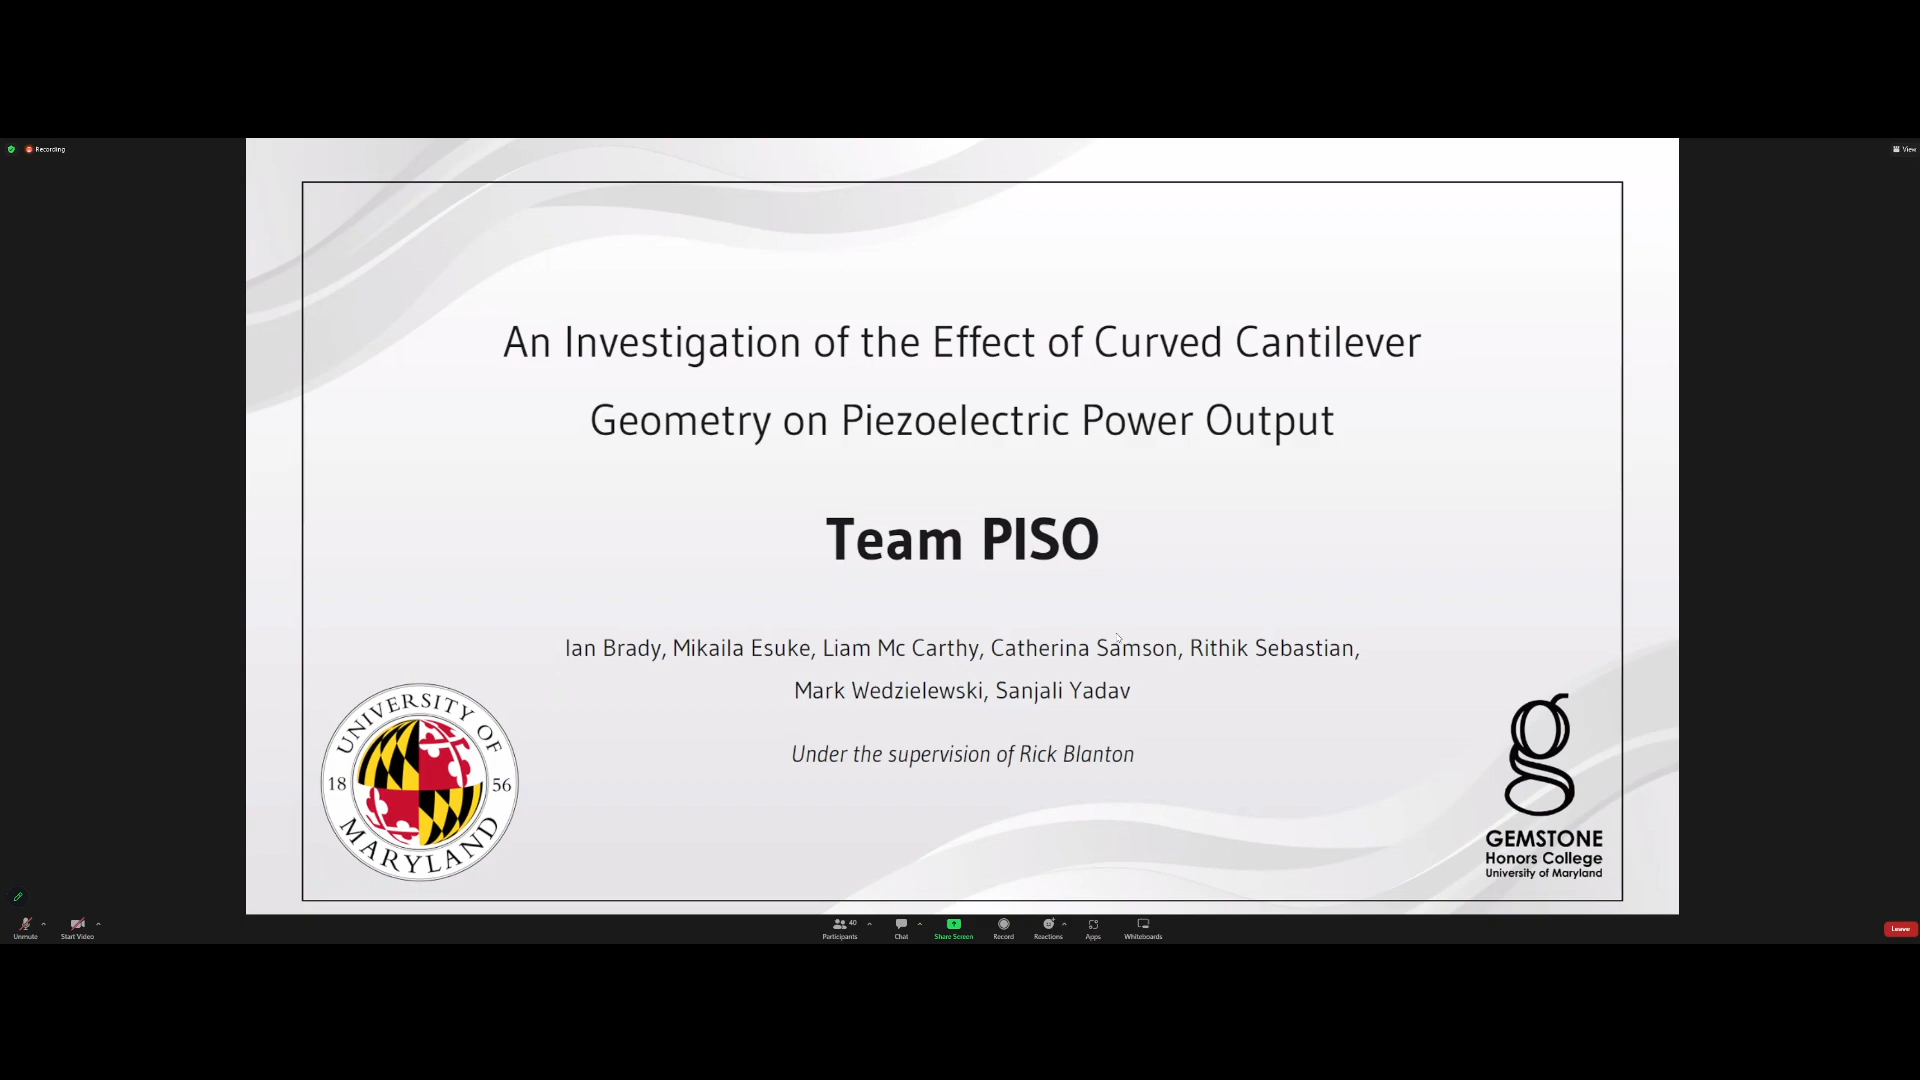 Recording
View
An Investigation of the Effect of Curved Cantilever
Geometry on Piezoelectric Power Output
Team PISO
Ian Brady, Mikaila Esuke, Liam Mc Carthy, Catherina Samson, Rithik Sebastian,
Mark Wedzielewski, Sanjali Yadav
Under the supervision of Rick Blanton
UNIVERSITY OF
18 56
MARYLAND
GEMSTONE
Honors College
University of Maryland
Unmute
Start Video
40
Participants
Chat
Share Screen
Record
Reactions
Apps
Whiteboards
Leave